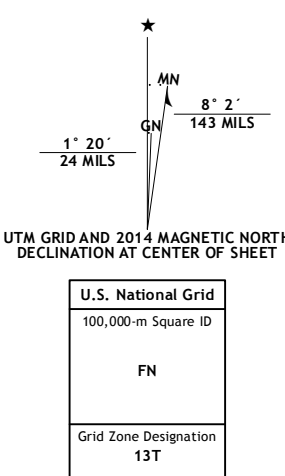 ★
MN
GN
8° 2´
143 MILS
1° 20´
24 MILS
UTM GRID AND 2014 MAGNETIC NORTH
DECLINATION AT CENTER OF SHEET
U.S. National Grid
100,000-m Square ID
FN
Grid Zone Designation
13T